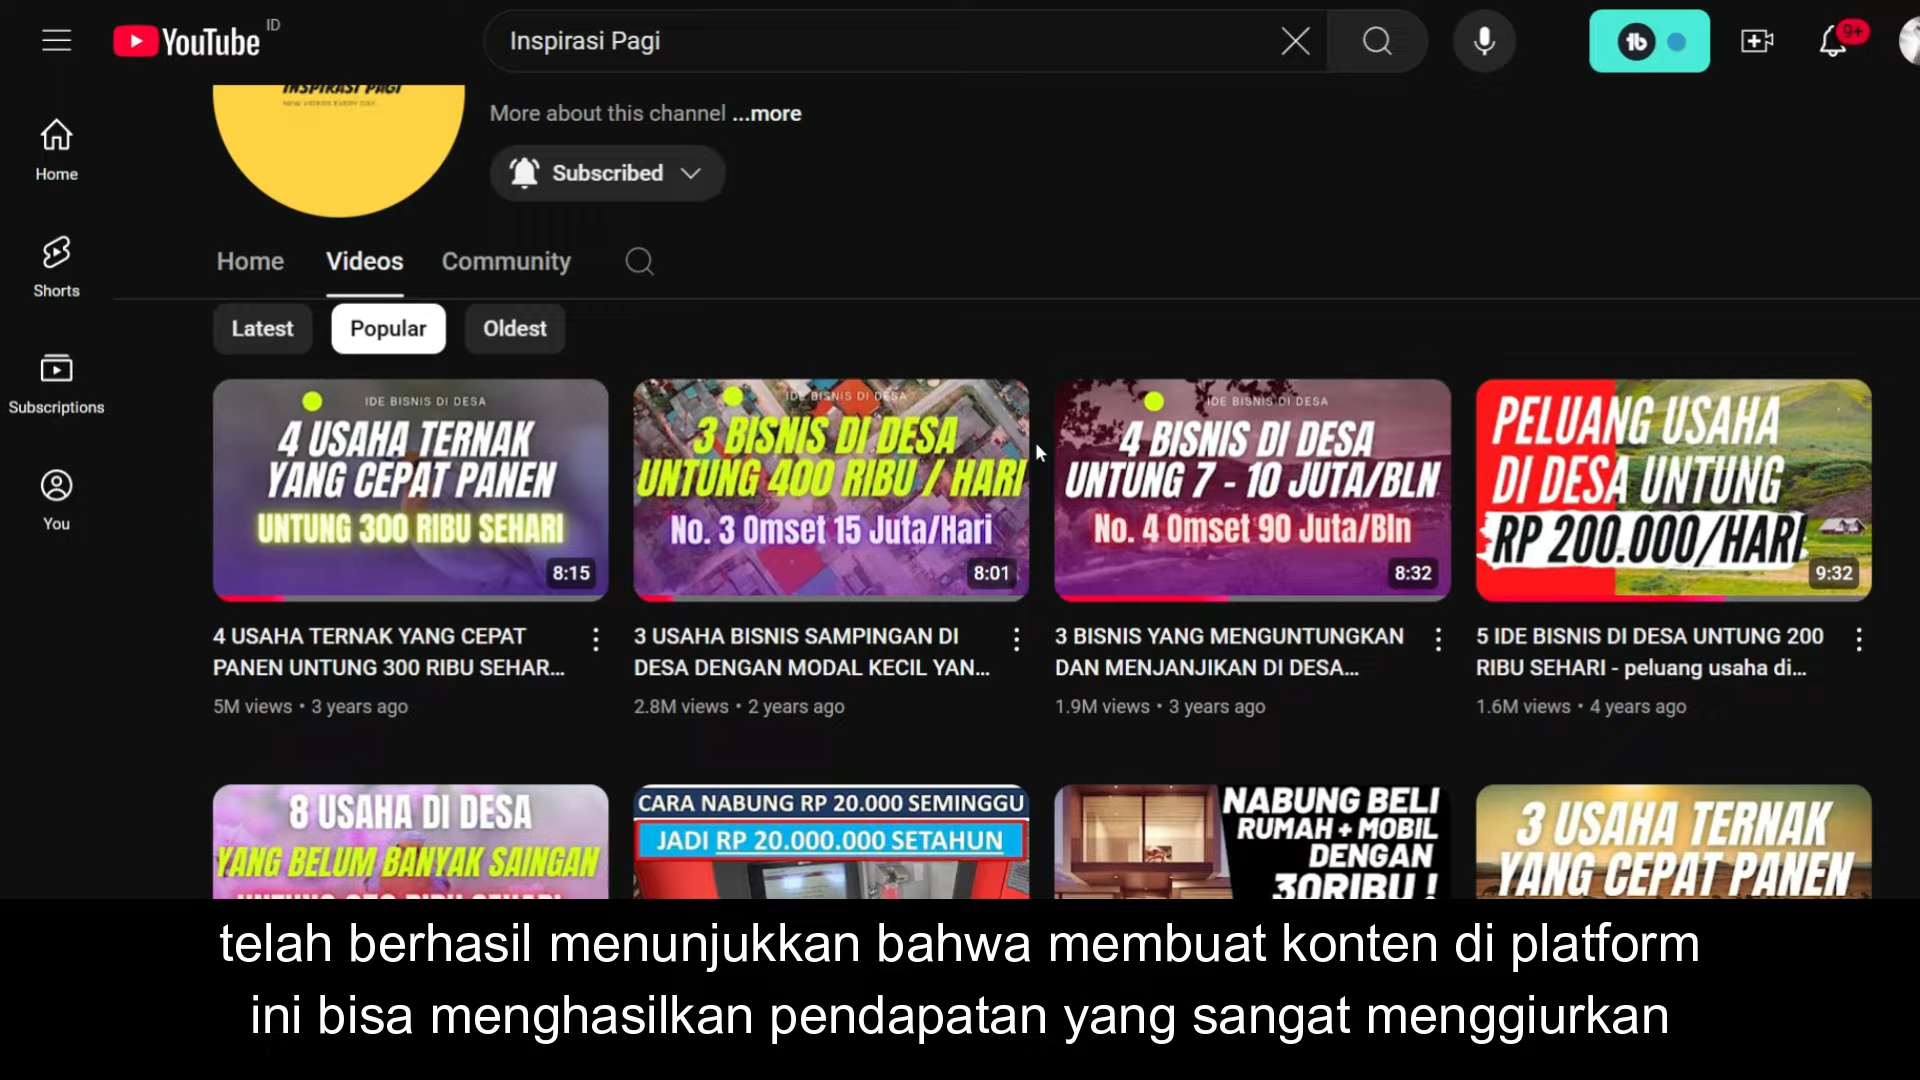 YouTube ID
Inspirasi Pagi
9+
INSPIRASI PAGI
NEW VIDEOS EVERY DAY
More about this channel ...more
Subscribed
Home
Shorts
Subscriptions
You
Home Videos Community
Latest Popular Oldest
IDE BISNIS DI DESA
4 USAHA TERNAK
YANG CEPAT PANEN
UNTUNG 300 RIBU SEHARI
8:15
4 USAHA TERNAK YANG CEPAT
PANEN UNTUNG 300 RIBU SEHAR...
5M views • 3 years ago
IDE BISNIS DI DESA
3 BISNIS DI DESA
UNTUNG 400 RIBU / HARI
No. 3 Omset 15 Juta/Hari
8:01
3 USAHA BISNIS SAMPINGAN DI
DESA DENGAN MODAL KECIL YAN...
2.8M views • 2 years ago
IDE BISNIS DI DESA
4 BISNIS DI DESA
UNTUNG 7 - 10 JUTA/BLN
No. 4 Omset 90 Juta/Bln
8:32
3 BISNIS YANG MENGUNTUNGKAN
DAN MENJANJIKAN DI DESA...
1.9M views • 3 years ago
PELUANG USAHA
DI DESA UNTUNG
RP 200.000/HARI
9:32
5 IDE BISNIS DI DESA UNTUNG 200
RIBU SEHARI - peluang usaha di...
1.6M views • 4 years ago
8 USAHA DI DESA
YANG BELUM BANYAK SAINGAN
CARA NABUNG RP 20.000 SEMINGGU
JADI RP 20.000.000 SETAHUN
NABUNG BELI
RUMAH + MOBIL
DENGAN
30RIBU !
3 USAHA TERNAK
YANG CEPAT PANEN
telah berhasil menunjukkan bahwa membuat konten di platform
ini bisa menghasilkan pendapatan yang sangat menggiurkan